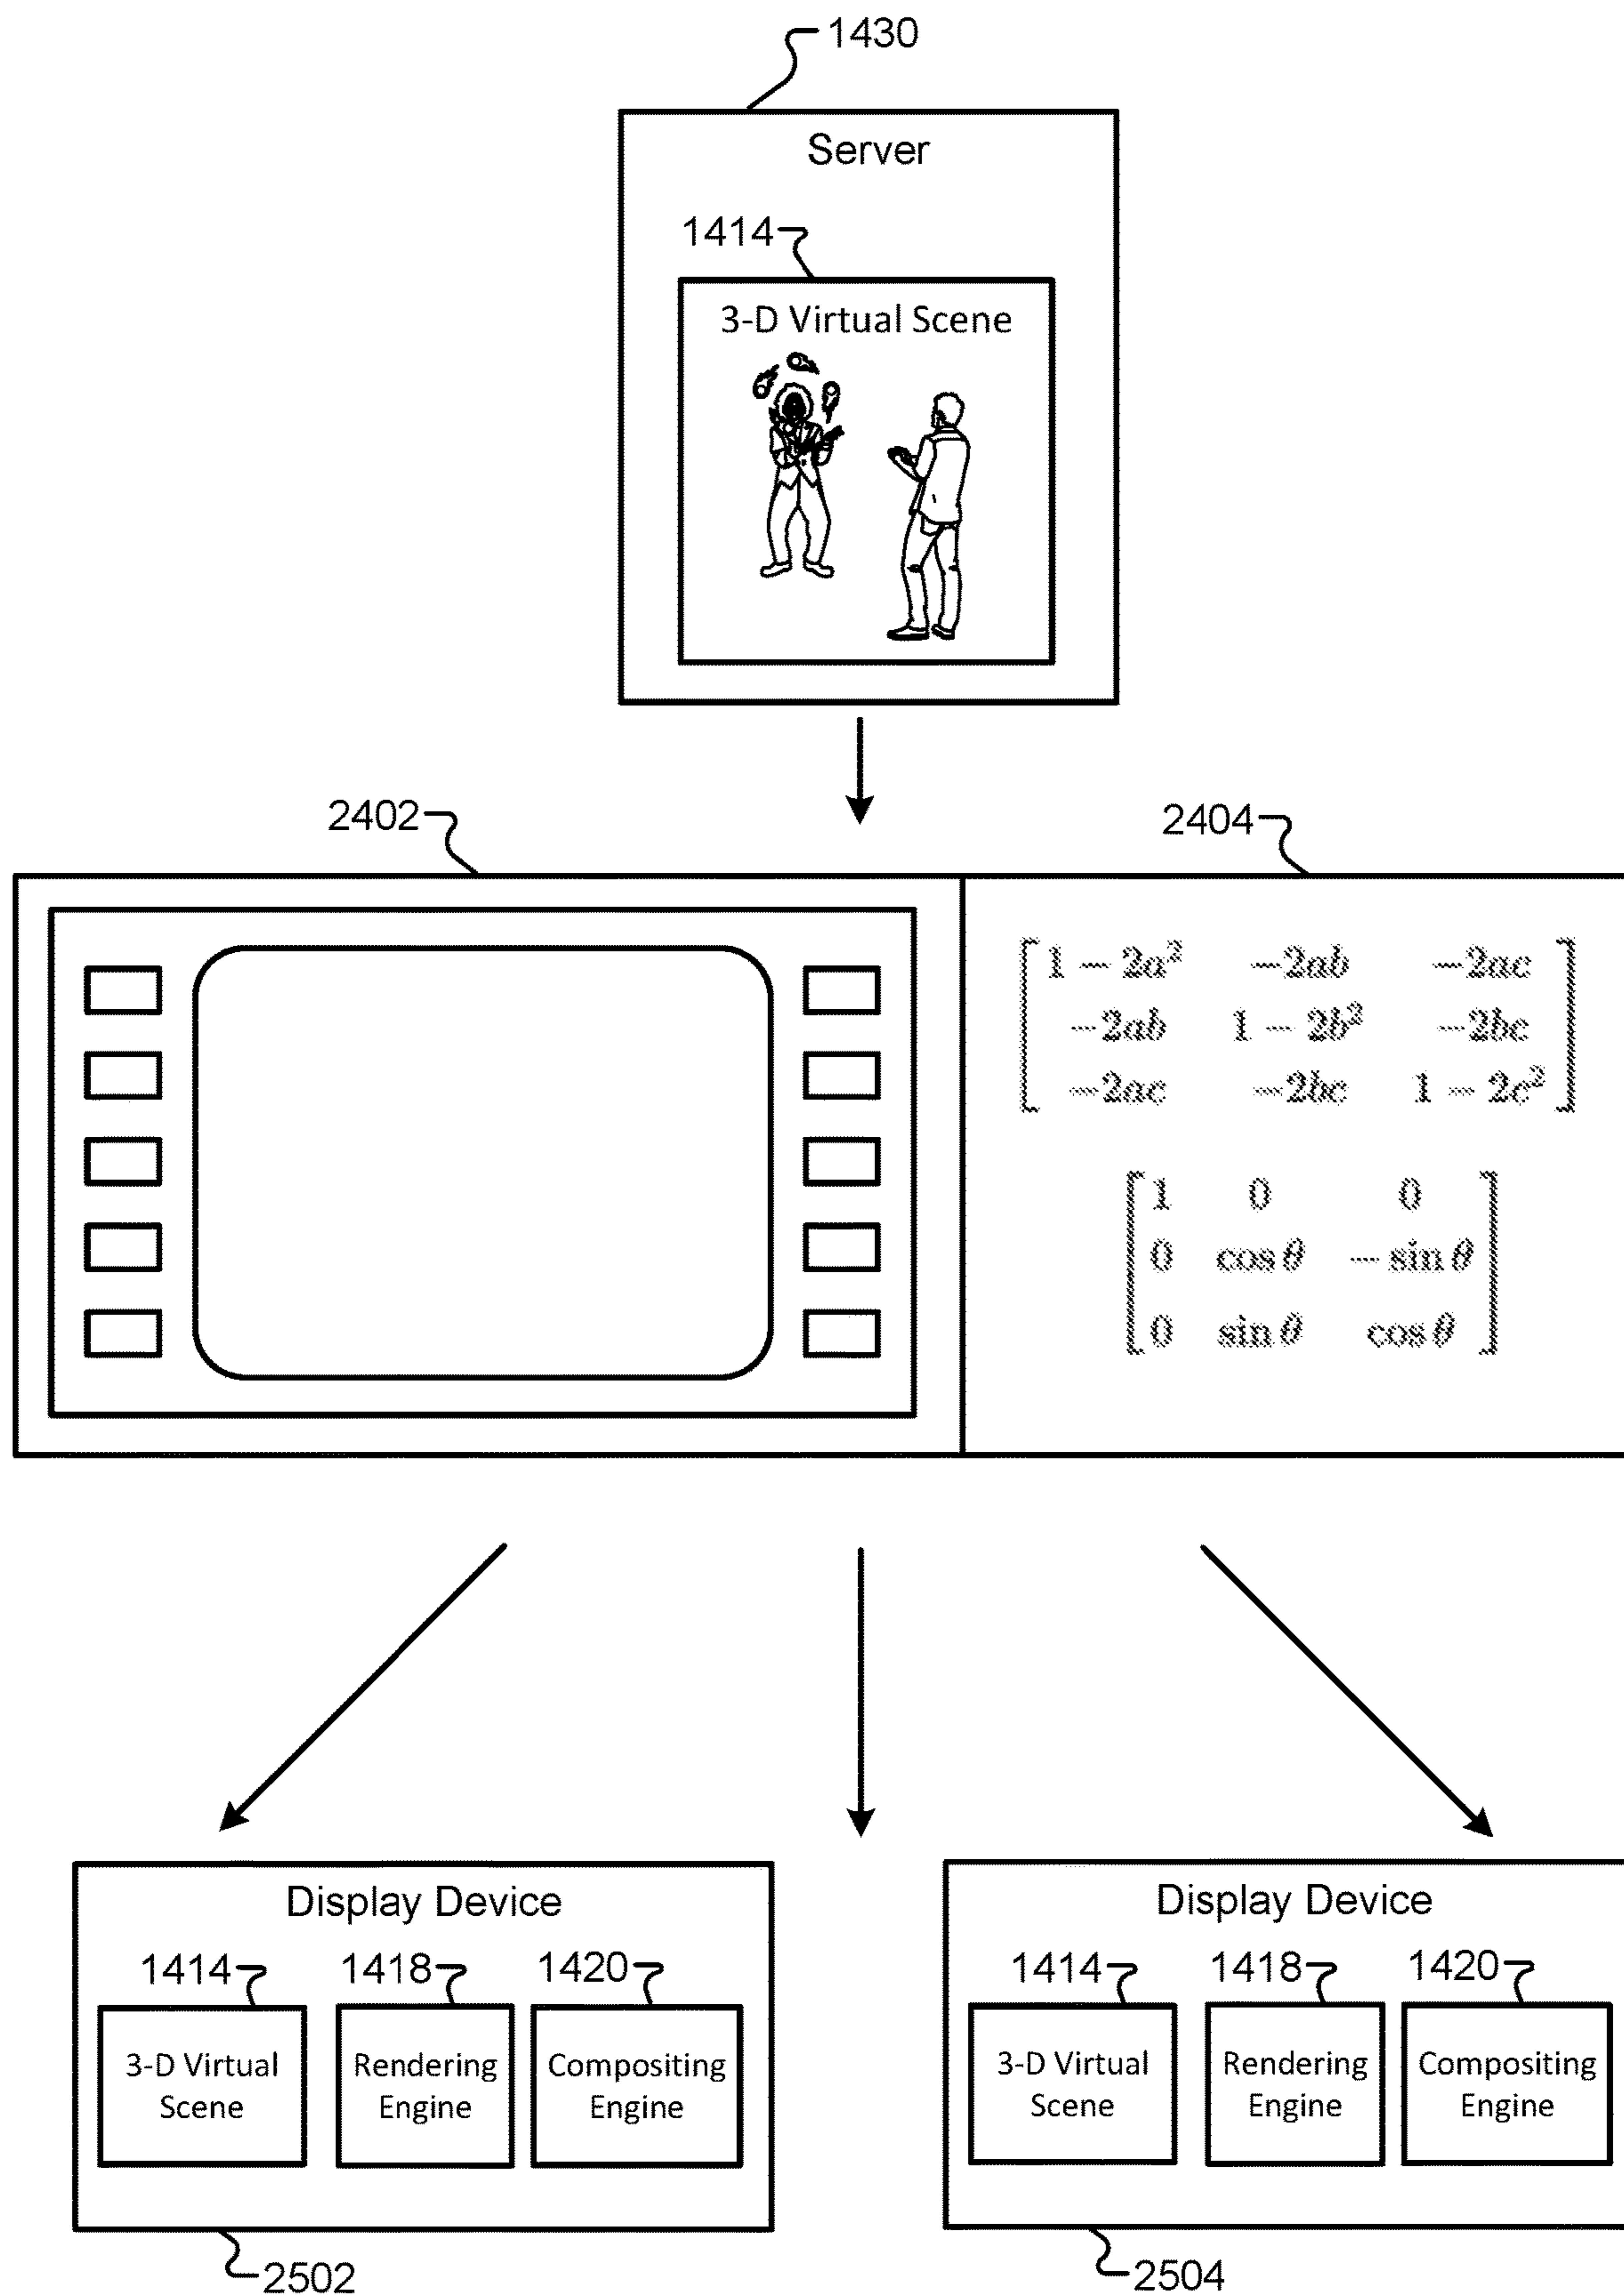 1430
Server
1414
3-D Virtual Scene
2402
2404
1 − 2a² −2ab −2ac
−2ab 1 − 2b² −2bc
−2ac −2bc 1 − 2c²
1 0 0
0 cos θ − sin θ
0 sin θ cos θ
Display Device
1414 1418 1420
3-D Virtual
Scene
Rendering
Engine
Compositing
Engine
2502
Display Device
1414 1418 1420
3-D Virtual
Scene
Rendering
Engine
Compositing
Engine
2504